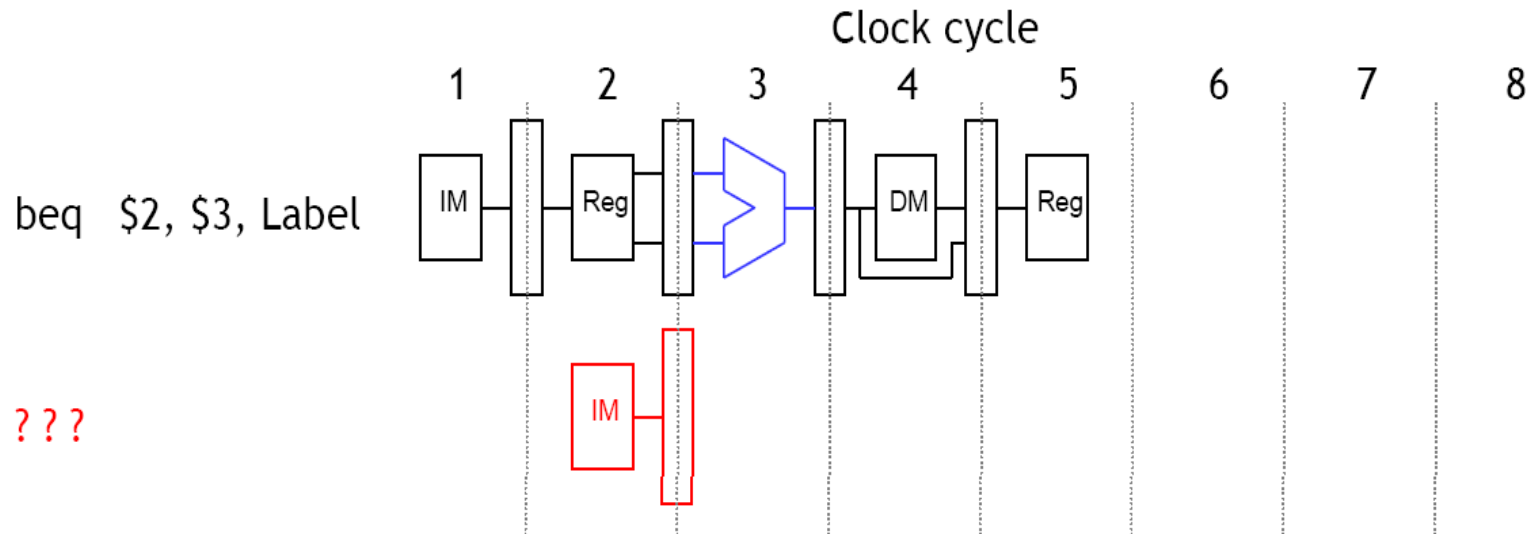 Clock cycle
1 2 3 4 5 6 7 8
beq $2, $3, Label IM Reg DM Reg
? ? ? IM